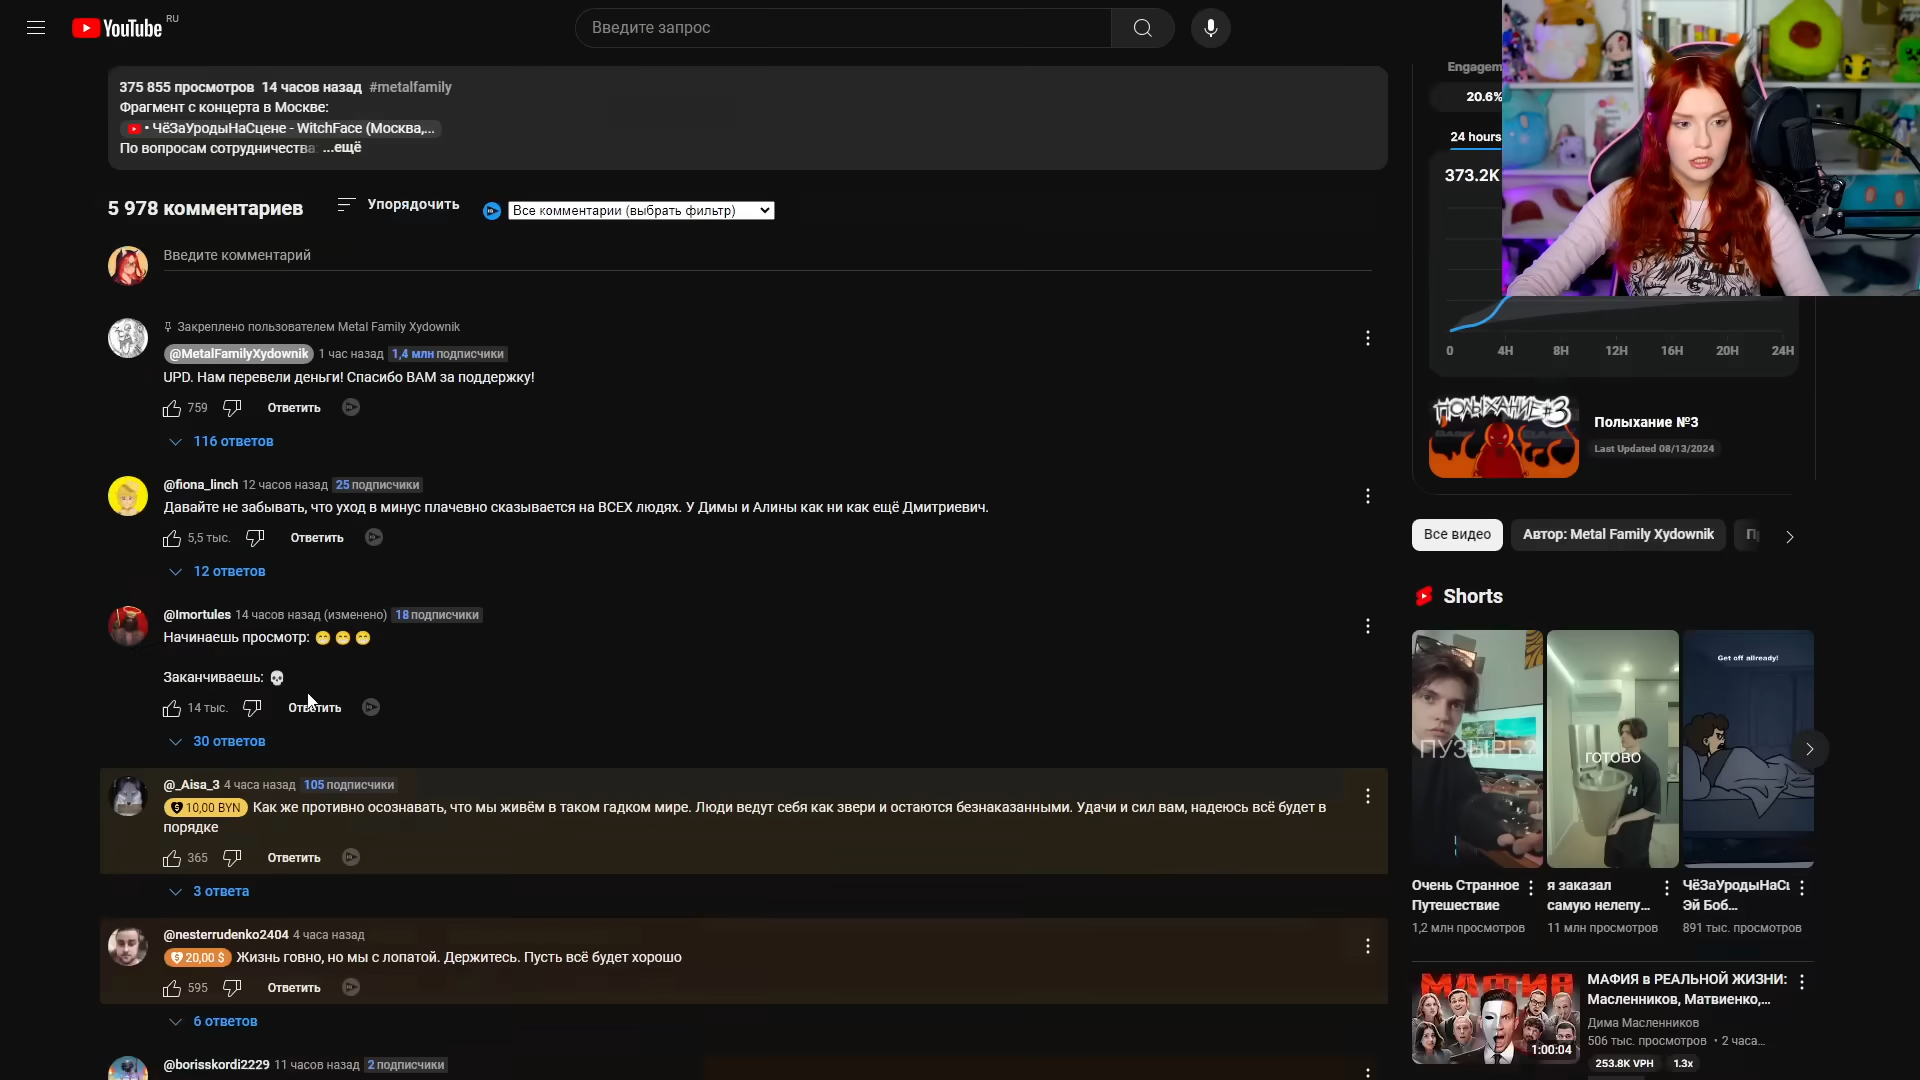 YouTube RU
Введите запрос
375 855 просмотров 14 часов назад #metalfamily
Фрагмент с концерта в Москве:
• ЧёЗаУродыНаСцене - WitchFace (Москва,...
По вопросам сотрудничества: ...ещё
5 978 комментариев
Упорядочить
Все комментарии (выбрать фильтр)
Введите комментарий
Закреплено пользователем Metal Family Xydownik
@MetalFamilyXydownik 1 час назад 1,4 млн подписчики
UPD. Нам перевели деньги! Спасибо ВАМ за поддержку!
759 Ответить
116 ответов
@fiona_linch 12 часов назад 25 подписчики
Давайте не забывать, что уход в минус плачевно сказывается на ВСЕХ людях. У Димы и Алины как ни как ещё Дмитриевич.
5,5 тыс. Ответить
12 ответов
@Imortules 14 часов назад (изменено) 18 подписчики
Начинаешь просмотр: 😁 😁 😁
Заканчиваешь: 💀
14 тыс. Ответить
30 ответов
@_Aisa_3 4 часа назад 105 подписчики
10,00 BYN Как же противно осознавать, что мы живём в таком гадком мире. Люди ведут себя как звери и остаются безнаказанными. Удачи и сил вам, надеюсь всё будет в
порядке
365 Ответить
3 ответа
@nesterrudenko2404 4 часа назад
20,00 $ Жизнь говно, но мы с лопатой. Держитесь. Пусть всё будет хорошо
595 Ответить
6 ответов
@borisskordi2229 11 часов назад 2 подписчики
Engagem
20.6%
24 hours
373.2K
0 4H 8H 12H 16H 20H 24H
ПОЛЫХАНИЕ#3
Полыхание №3
Last Updated 08/13/2024
Все видео
Автор: Metal Family Xydownik
Shorts
ПУЗЫРЬ?
ГОТОВО
Get off allready!
Очень Странное
Путешествие
1,2 млн просмотров
я заказал
самую нелепу...
11 млн просмотров
ЧёЗаУродыНаСц
Эй Боб...
891 тыс. просмотров
МАФИЯ
1:00:04
МАФИЯ в РЕАЛЬНОЙ ЖИЗНИ:
Масленников, Матвиенко,...
Дима Масленников
506 тыс. просмотров • 2 часа...
253.8K VPH 1.3x